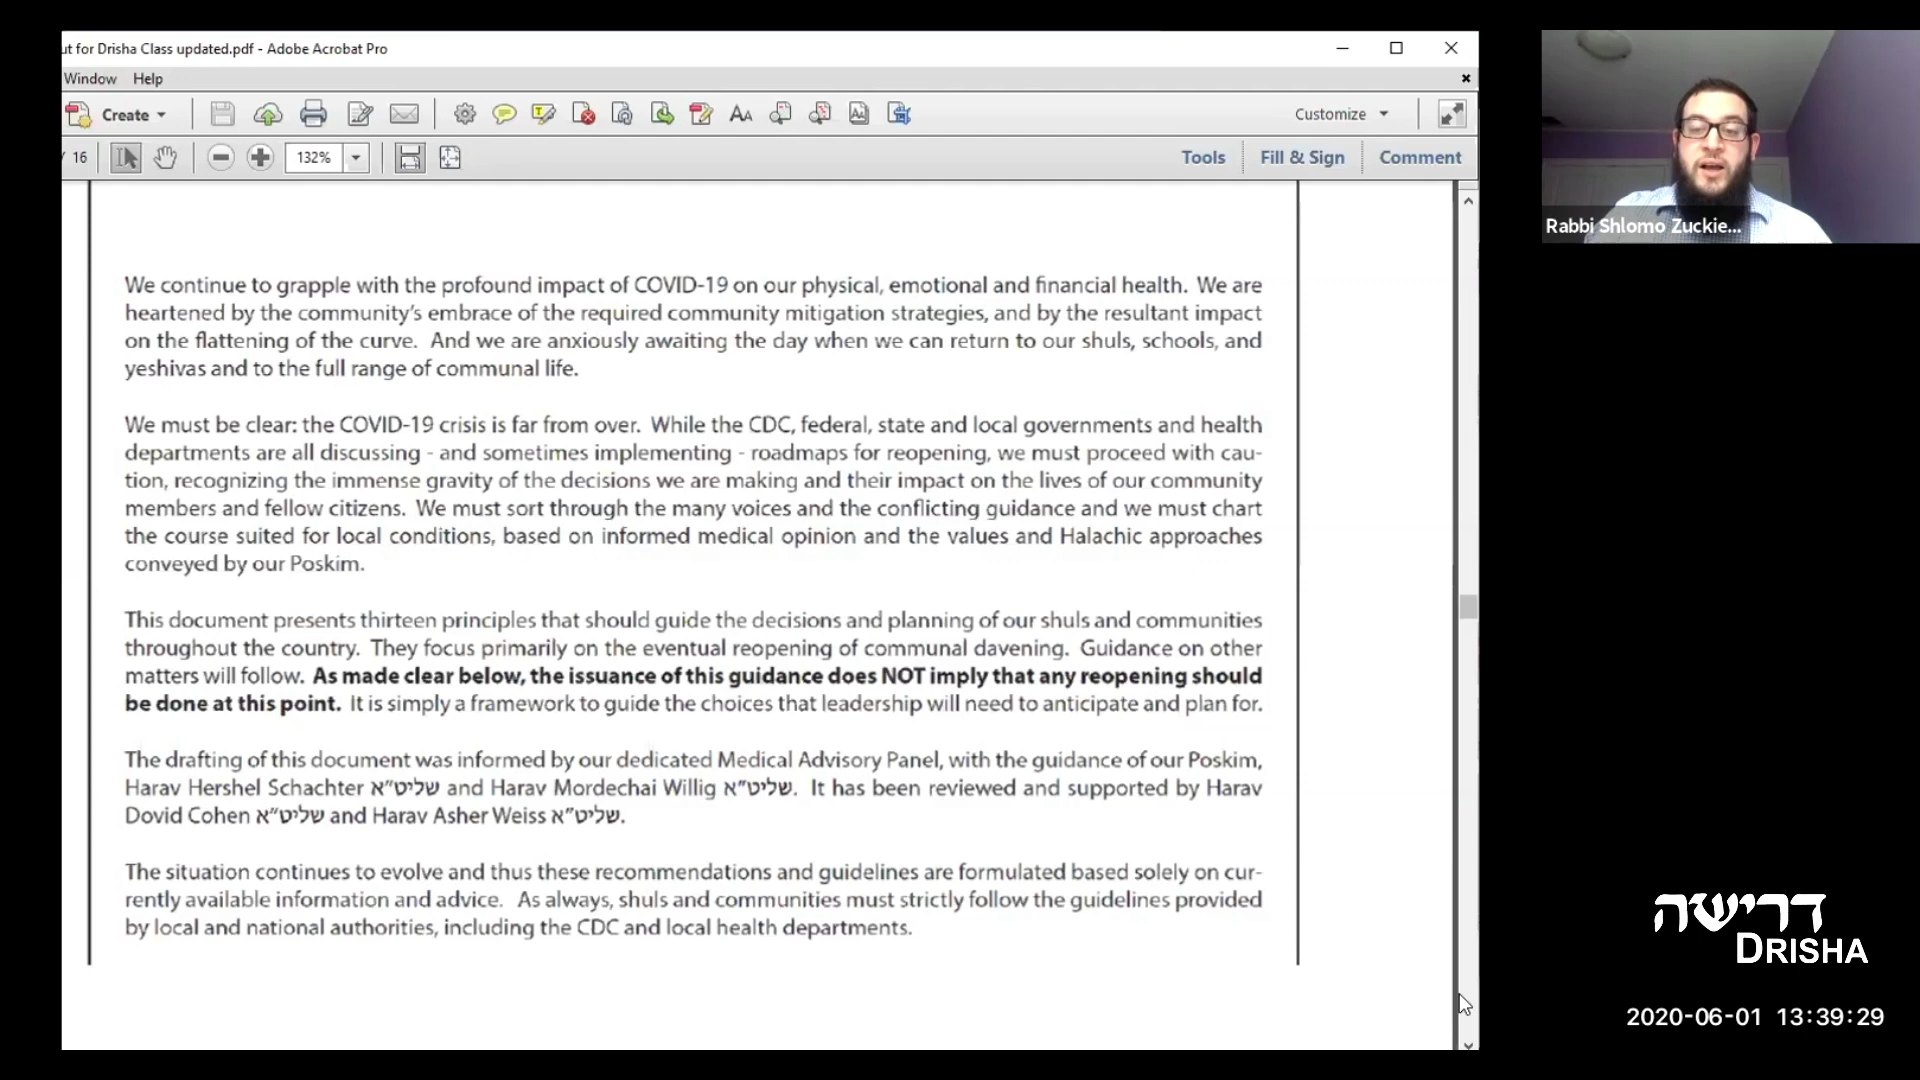 ut for Drisha Class updated.pdf - Adobe Acrobat Pro
Window Help
Create
Customize
/ 16
132%
Tools
Fill & Sign
Comment
We continue to grapple with the profound impact of COVID-19 on our physical, emotional and financial health. We are
heartened by the community's embrace of the required community mitigation strategies, and by the resultant impact
on the flattening of the curve. And we are anxiously awaiting the day when we can return to our shuls, schools, and
yeshivas and to the full range of communal life.
We must be clear: the COVID-19 crisis is far from over. While the CDC, federal, state and local governments and health
departments are all discussing - and sometimes implementing - roadmaps for reopening, we must proceed with cau-
tion, recognizing the immense gravity of the decisions we are making and their impact on the lives of our community
members and fellow citizens. We must sort through the many voices and the conflicting guidance and we must chart
the course suited for local conditions, based on informed medical opinion and the values and Halachic approaches
conveyed by our Poskim.
This document presents thirteen principles that should guide the decisions and planning of our shuls and communities
throughout the country. They focus primarily on the eventual reopening of communal davening. Guidance on other
matters will follow. As made clear below, the issuance of this guidance does NOT imply that any reopening should
be done at this point. It is simply a framework to guide the choices that leadership will need to anticipate and plan for.
The drafting of this document was informed by our dedicated Medical Advisory Panel, with the guidance of our Poskim,
Harav Hershel Schachter שליט״א and Harav Mordechai Willig שליט״א. It has been reviewed and supported by Harav
Dovid Cohen שליט״א and Harav Asher Weiss שליט״א.
The situation continues to evolve and thus these recommendations and guidelines are formulated based solely on cur-
rently available information and advice. As always, shuls and communities must strictly follow the guidelines provided
by local and national authorities, including the CDC and local health departments.
Rabbi Shlomo Zuckie...
דרישה
DRISHA
2020-06-01 13:39:29